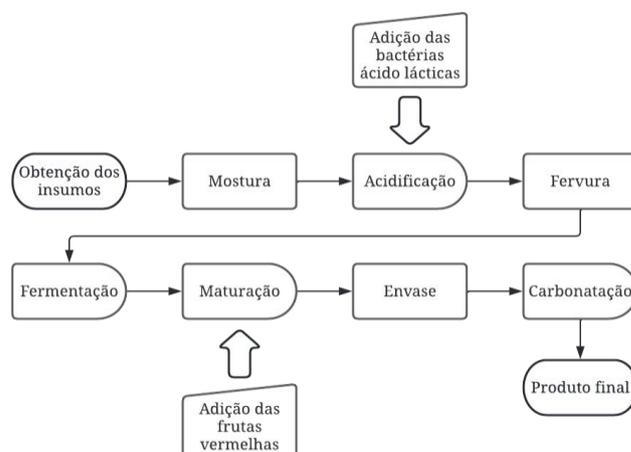 Adição das
bactérias
ácido lácticas
Obtenção dos
insumos
Mostura
Acidificação
Fervura
Fermentação
Maturação
Envase
Carbonatação
Produto final
Adição das
frutas
vermelhas